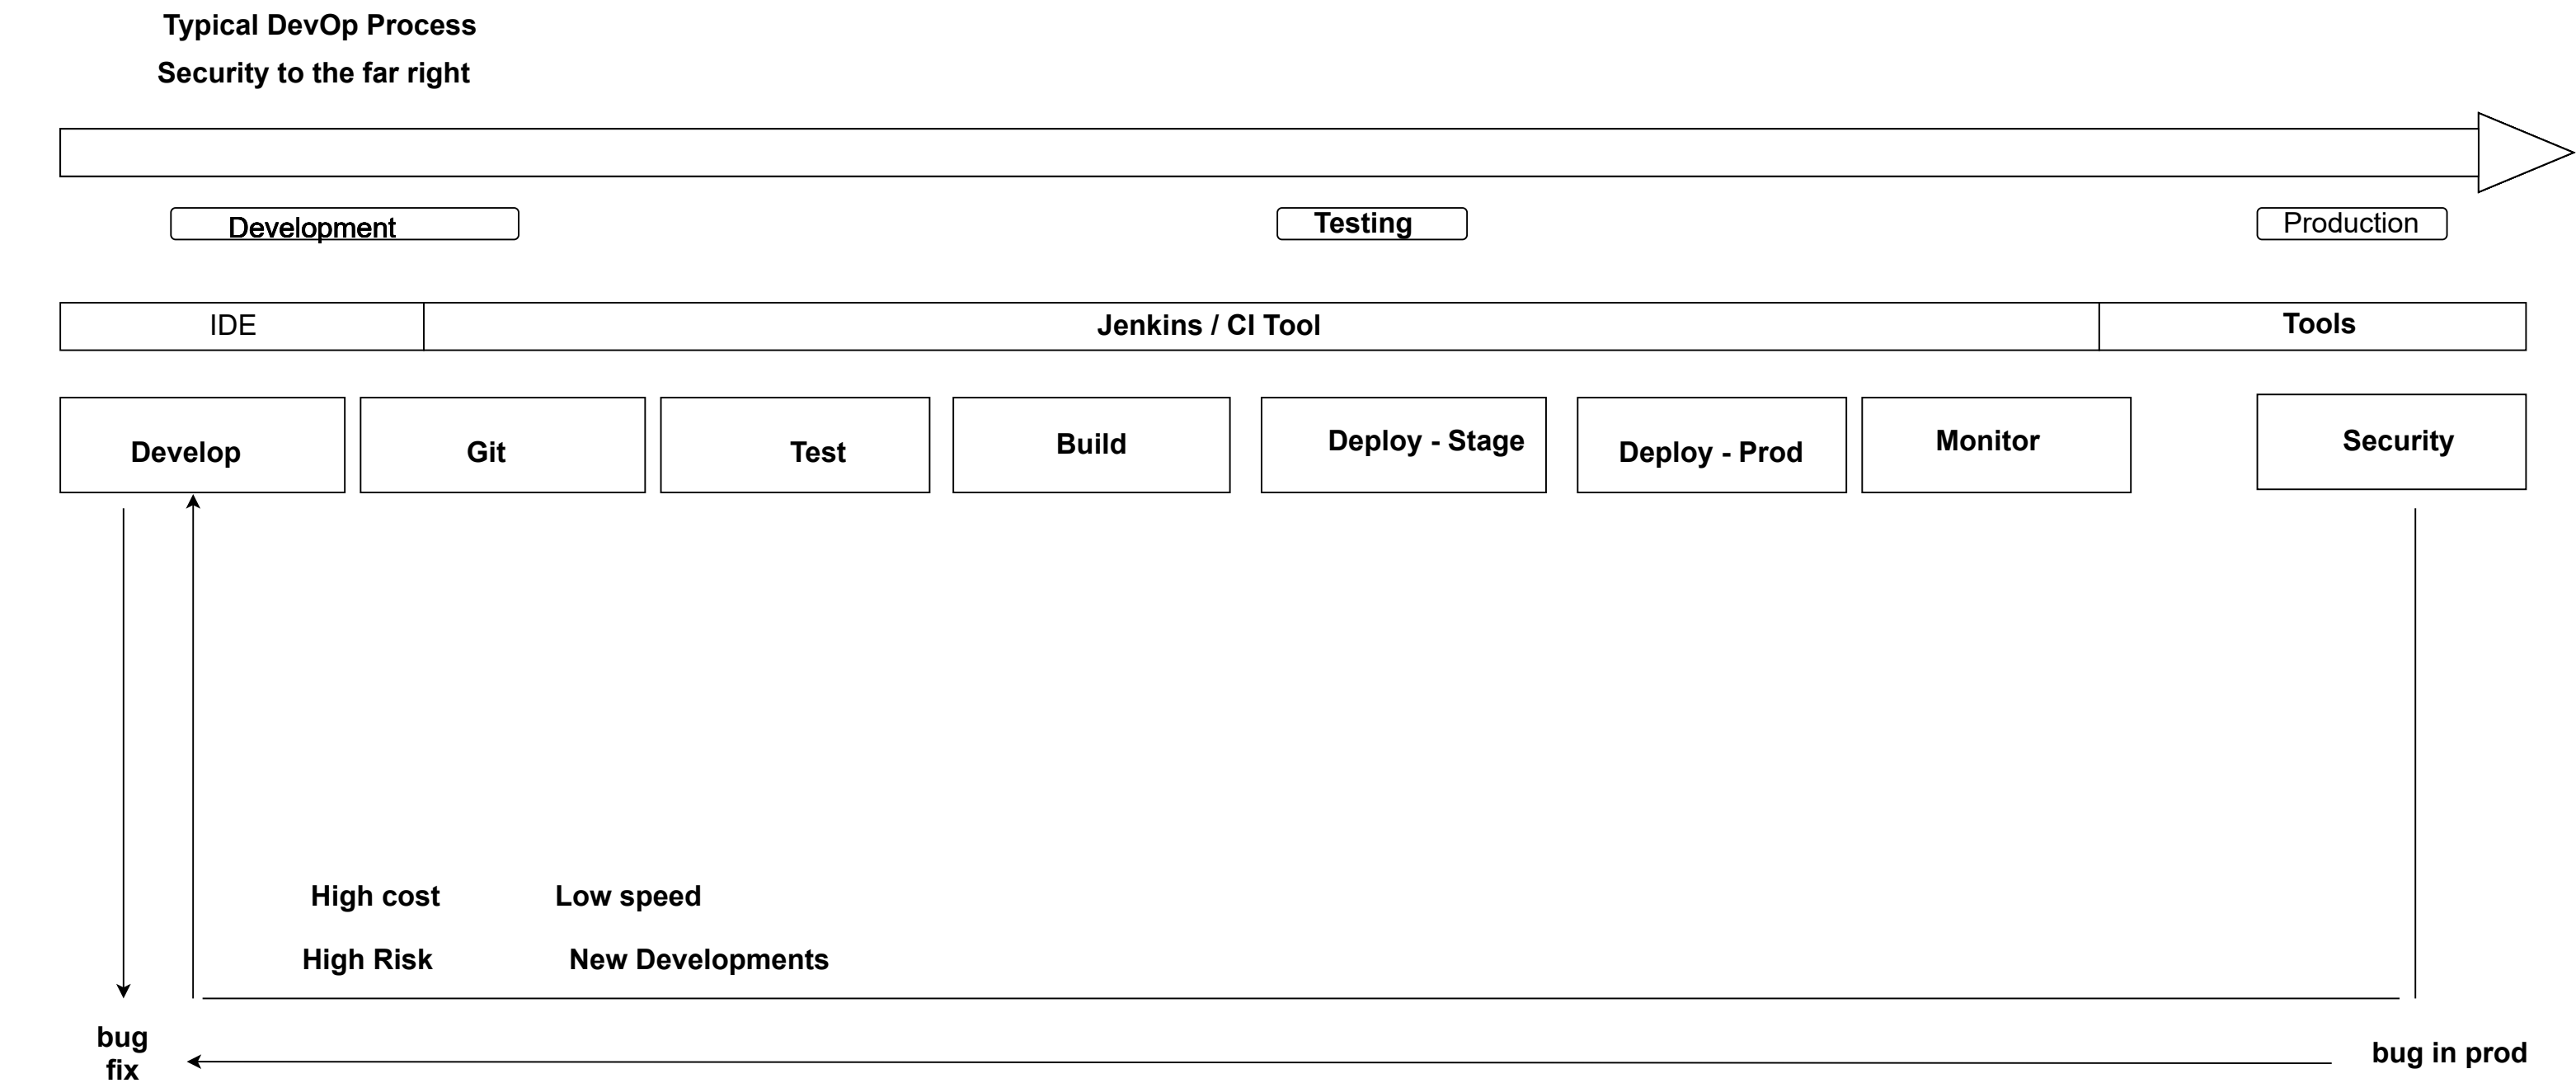 Typical DevOp Process
Security to the far right
Development
Testing
Production
IDE
Jenkins / CI Tool
Tools
Develop
Git
Test
Build
Deploy - Stage
Deploy - Prod
Monitor
Security
High cost
Low speed
High Risk
New Developments
bug
fix
bug in prod